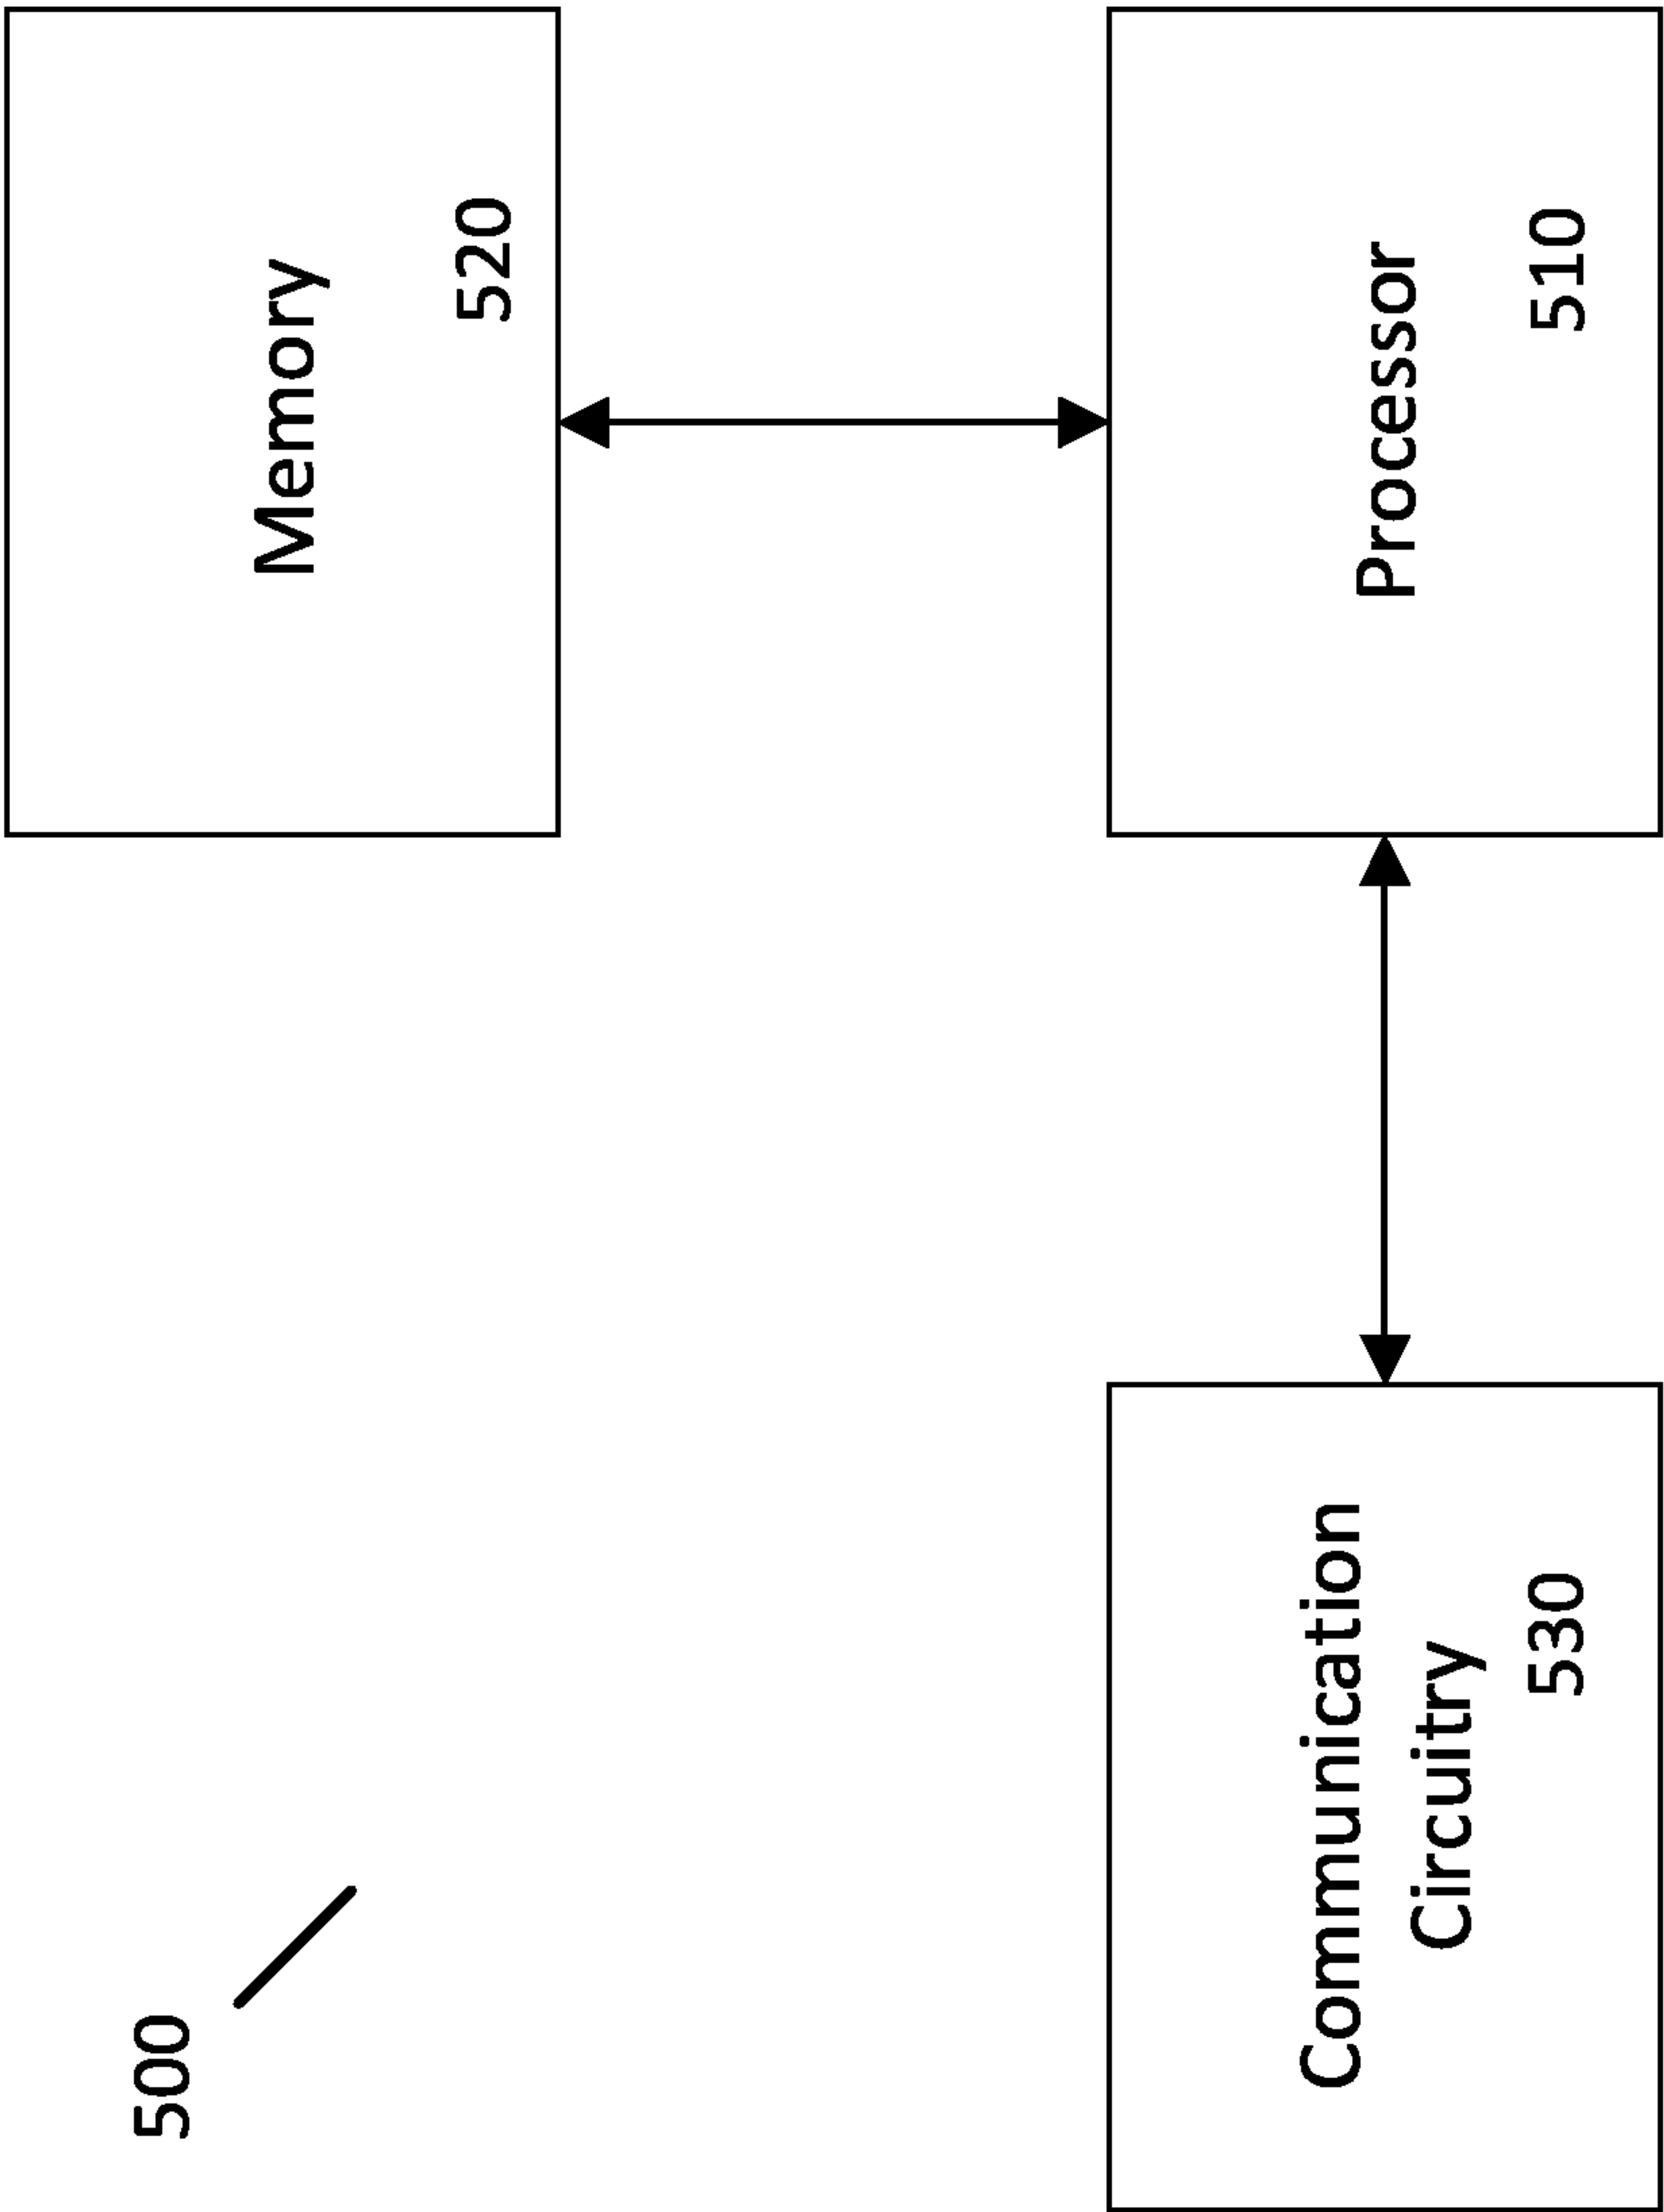 500
Memory
520
Communication
Circuitry
530
Processor
510